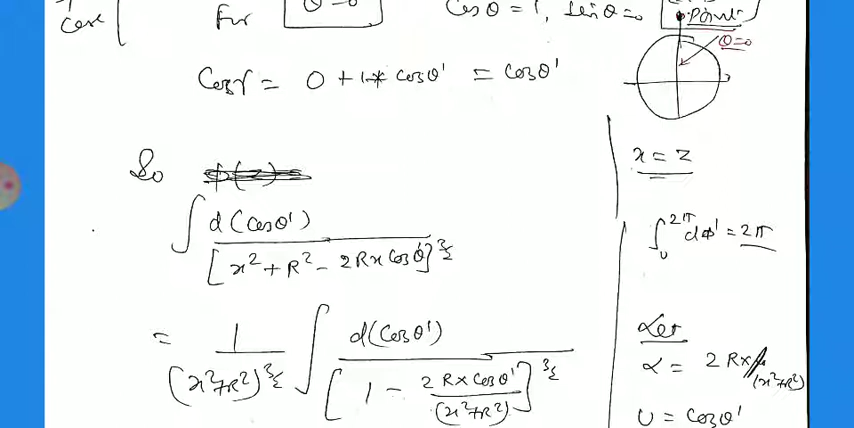 case For θ=0 Cosθ = 1, sinθ=0 point
θ=0
Cosγ = 0 + 1* cosθ' = cosθ'
So
x = z
∫ d(cosθ') / [x²+R²-2Rx cosθ']^3/2
∫₀^2π dφ' = 2π
= 1/(x²+R²)^3/2 ∫ d(cosθ') / [1 - 2Rx cosθ'/(x²+R²)]^3/2
Let
α = 2Rx/(x²+R²)
U = cosθ'